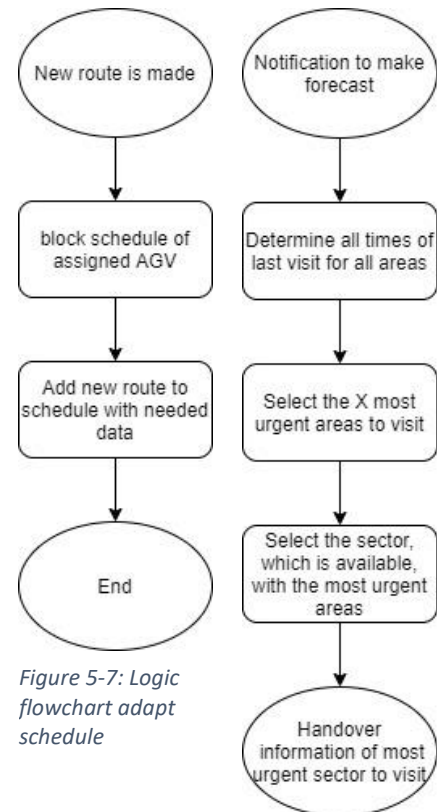 New route is made
block schedule of
assigned AGV
Add new route to
schedule with needed
data
End
Figure 5-7: Logic
flowchart adapt
schedule
Notification to make
forecast
Determine all times of
last visit for all areas
Select the X most
urgent areas to visit
Select the sector,
which is available,
with the most urgent
areas
Handover
information of most
urgent sector to visit